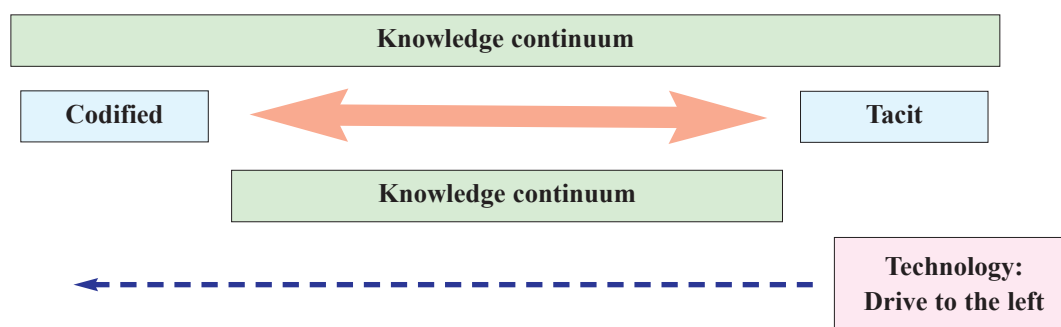 Knowledge continuum
Codified
Tacit
Knowledge continuum
Technology:
Drive to the left